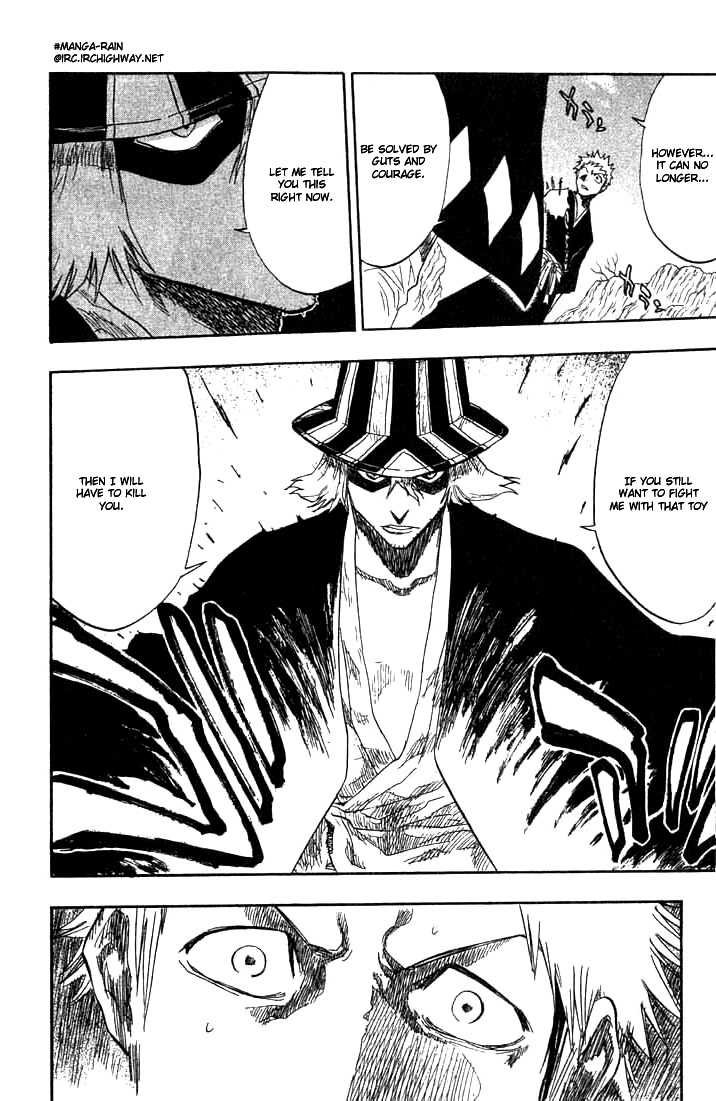 #MANGA-RAIN
@IRC.IRCHIGHWAY.NET
HOWEVER...
IT CAN NO
LONGER...
BE SOLVED BY
GUTS AND
COURAGE.
LET ME TELL
YOU THIS
RIGHT NOW.
IF YOU STILL
WANT TO FIGHT
ME WITH THAT TOY
THEN I WILL
HAVE TO KILL
YOU.